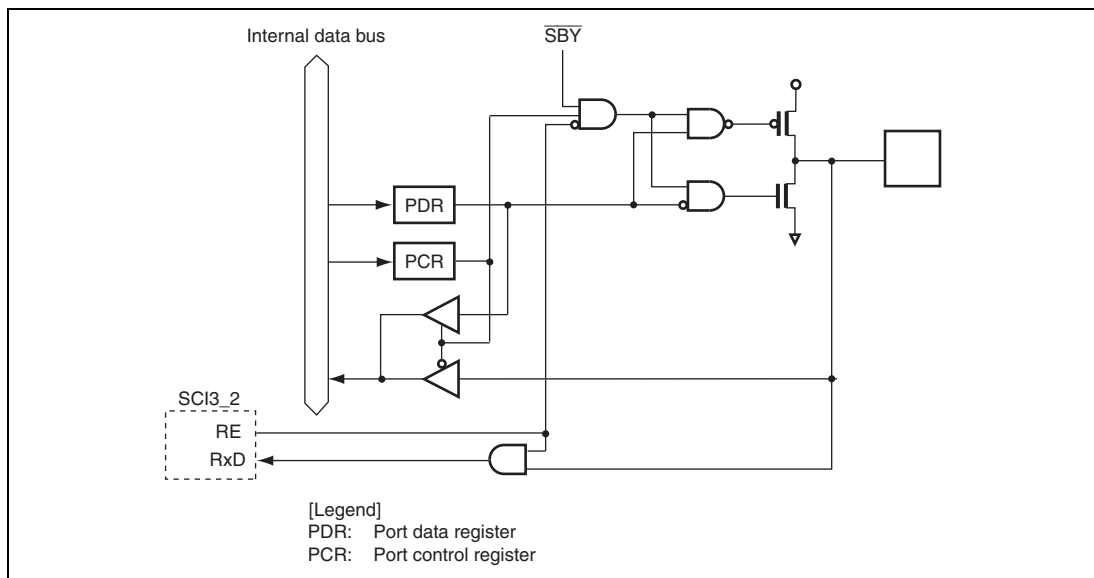 Internal data bus
SBY
PDR
PCR
SCI3_2
RE
RxD
[Legend]
PDR: Port data register
PCR: Port control register